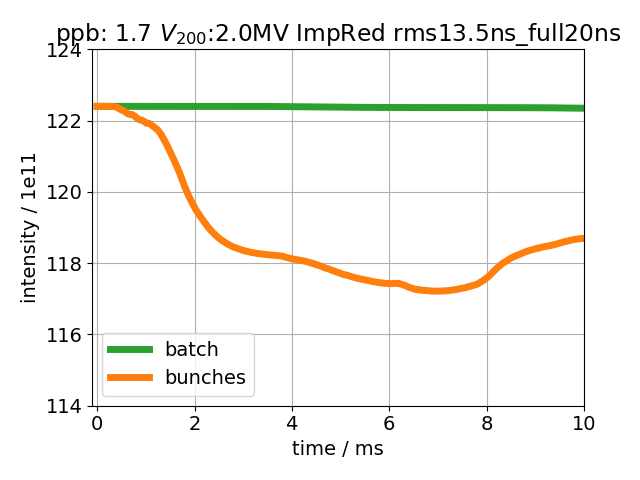 ppb: 1.7 V200:2.0MV ImpRed rms13.5ns_full20ns
124
122
120
118
116
114
intensity / 1e11
batch
bunches
0 2 4 6 8 10
time / ms